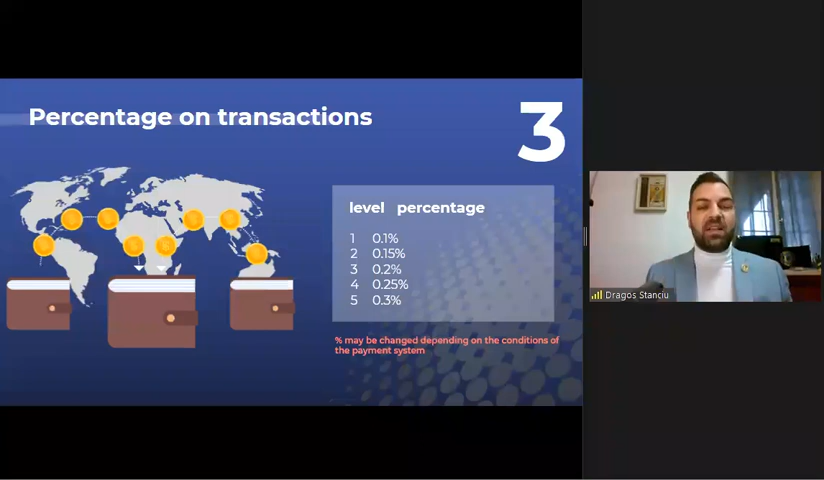 Percentage on transactions
3
level percentage
1 0.1%
2 0.15%
3 0.2%
4 0.25%
5 0.3%
% may be changed depending on the conditions of
the payment system
Dragos Stanciu